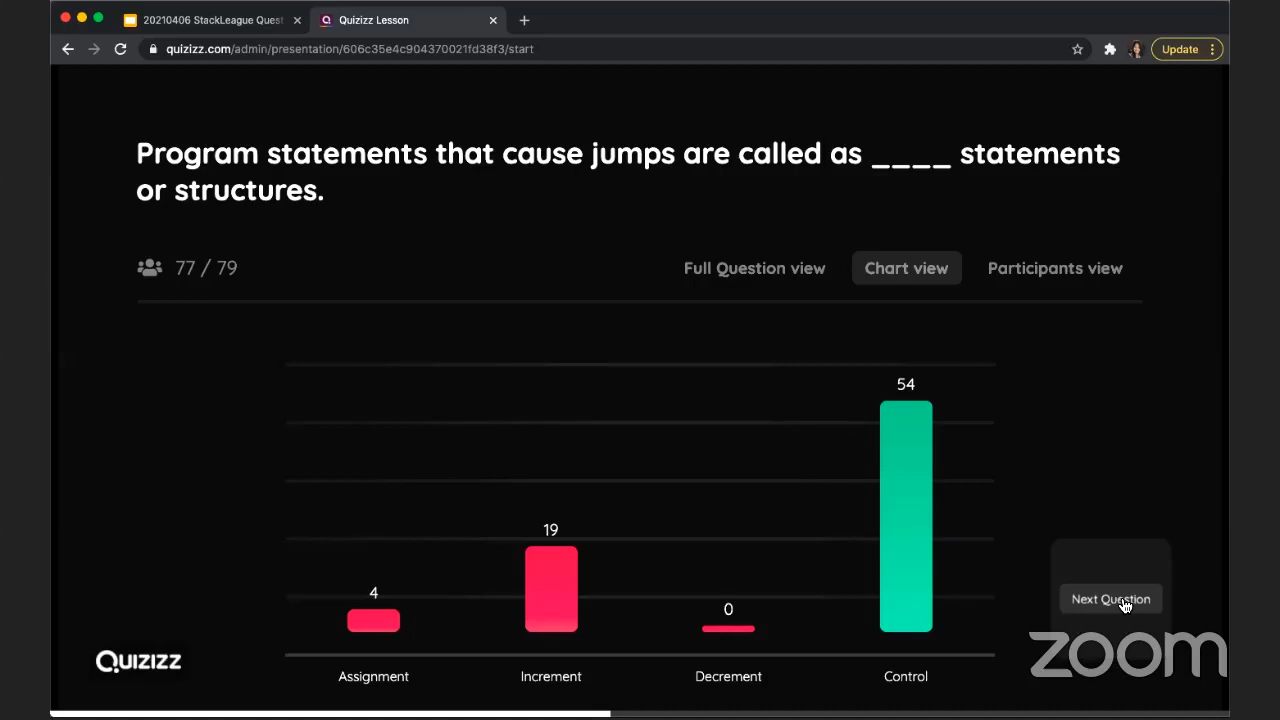 20210406 StackLeague Quest
Quizizz Lesson
quizizz.com/admin/presentation/606c35e4c904370021fd38f3/start
Update
Program statements that cause jumps are called as ____ statements
or structures.
77 / 79
Full Question view
Chart view
Participants view
54
19
4
0
Next Question
zoom
Quizizz
Assignment
Increment
Decrement
Control